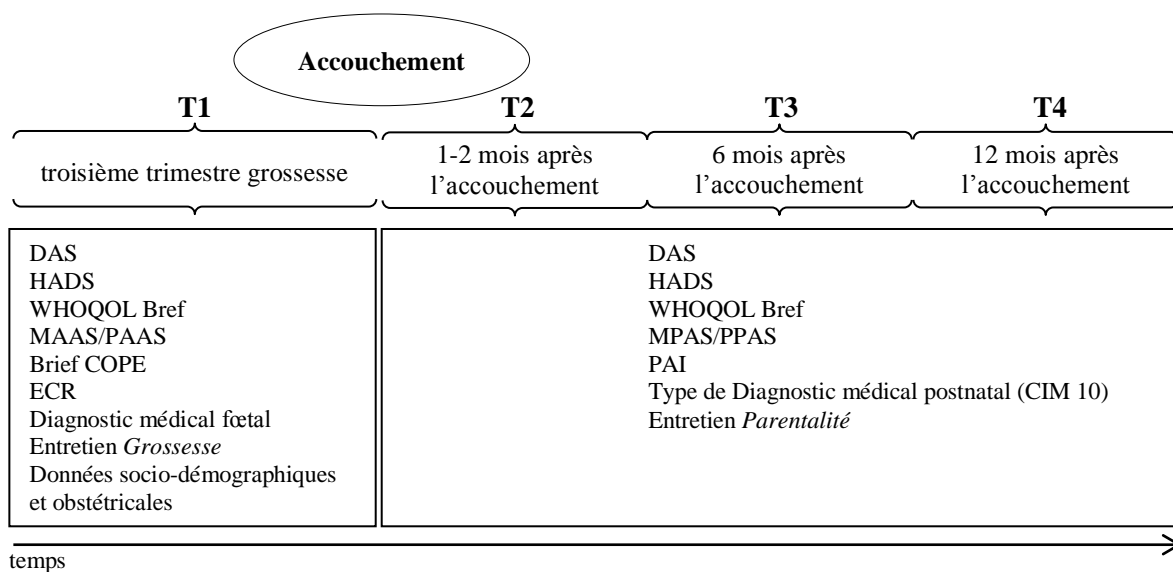 Accouchement
T1
T2
T3
T4
troisième trimestre grossesse
1-2 mois après
l’accouchement
6 mois après
l’accouchement
12 mois après
l’accouchement
DAS
HADS
WHOQOL Bref
MAAS/PAAS
Brief COPE
ECR
Diagnostic médical fœtal
Entretien Grossesse
Données socio-démographiques
et obstétricales
DAS
HADS
WHOQOL Bref
MPAS/PPAS
PAI
Type de Diagnostic médical postnatal (CIM 10)
Entretien Parentalité
temps